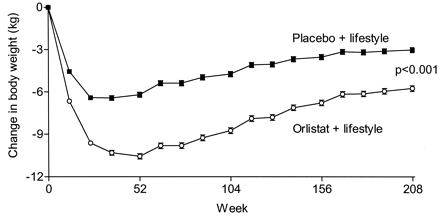 Change in body weight (kg)
0
-3
-6
-9
-12
Placebo + lifestyle
p<0.001
Orlistat + lifestyle
0
52
104
156
208
Week